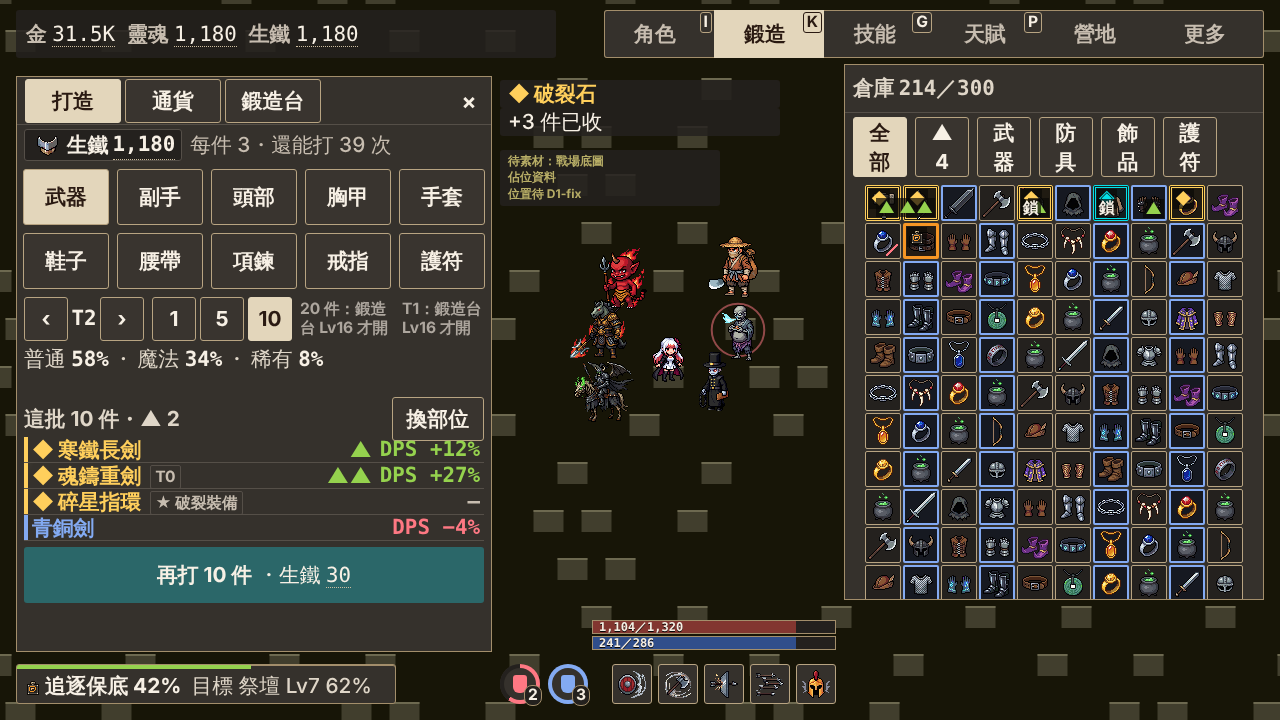 金 31.5K 靈魂 1,180 生鐵 1,180
角色 I 鍛造 K 技能 G 天賦 P 營地 更多
打造 通貨 鍛造台 ×
生鐵 1,180 每件 3・還能打 39 次
武器 副手 頭部 胸甲 手套
鞋子 腰帶 項鍊 戒指 護符
‹ T2 › 1 5 10
20 件：鍛造台 Lv16 才開
T1：鍛造台 Lv16 才開
普通 58% · 魔法 34% · 稀有 8%
這批 10 件・▲ 2 換部位
◆ 寒鐵長劍 ▲ DPS +12%
◆ 魂鑄重劍 T0 ▲▲ DPS +27%
◆ 碎星指環 ★ 破裂裝備 —
青銅劍 DPS −4%
再打 10 件 ・生鐵 30
追逐保底 42% 目標 祭壇 Lv7 62%
◆ 破裂石
+3 件已收
待素材：戰場底圖
佔位資料
位置待 D1-fix
1,104／1,320
241／286
2 3
倉庫 214／300
全部 ▲ 4 武器 防具 飾品 護符
鎖 鎖